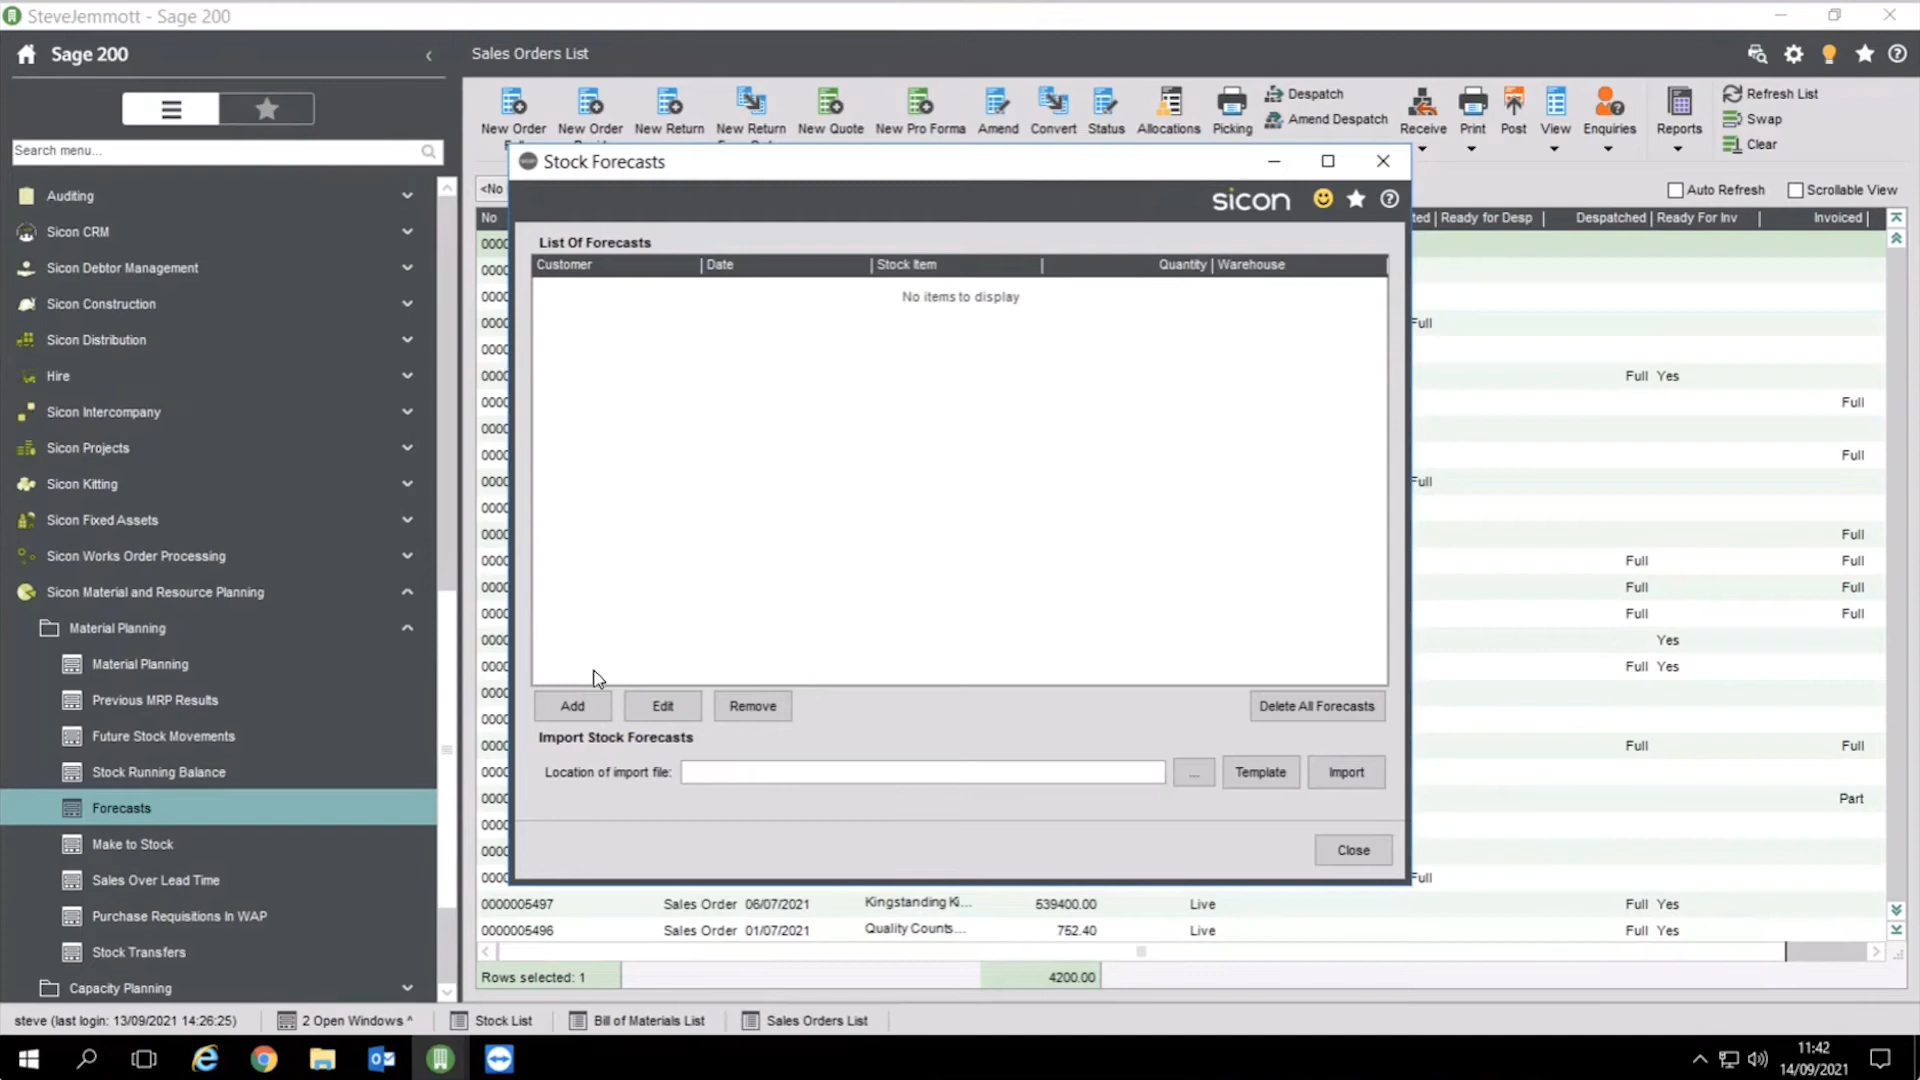 SteveJemmott - Sage 200
Sage 200
Sales Orders List
New Order
New Order
New Return
New Return
New Quote
New Pro Forma
Amend
Convert
Status
Allocations
Picking
Despatch
Amend Despatch
Receive
Print
Post
View
Enquiries
Reports
Refresh List
Swap
Clear
Search menu...
Auditing
Sicon CRM
Sicon Debtor Management
Sicon Construction
Sicon Distribution
Hire
Sicon Intercompany
Sicon Projects
Sicon Kitting
Sicon Fixed Assets
Sicon Works Order Processing
Sicon Material and Resource Planning
Material Planning
Material Planning
Previous MRP Results
Future Stock Movements
Stock Running Balance
Forecasts
Make to Stock
Sales Over Lead Time
Purchase Requisitions In WAP
Stock Transfers
Capacity Planning
<No
Auto Refresh
Scrollable View
No
ted
Ready for Desp
Despatched
Ready For Inv
Invoiced
Stock Forecasts
sicon
List Of Forecasts
Customer
Date
Stock Item
Quantity
Warehouse
No items to display
Add
Edit
Remove
Delete All Forecasts
Import Stock Forecasts
Location of import file:
...
Template
Import
Close
Full
Full Yes
Full
Full
Full
Full
Full Full
Full Full
Full Full
Yes
Full Yes
Full Full
Part
Full
0000005497 Sales Order 06/07/2021 Kingstanding Ki... 539400.00 Live Full Yes
0000005496 Sales Order 01/07/2021 Quality Counts... 752.40 Live Full Yes
Rows selected: 1 4200.00
steve (last login: 13/09/2021 14:26:25)
2 Open Windows ^
Stock List
Bill of Materials List
Sales Orders List
11:42
14/09/2021